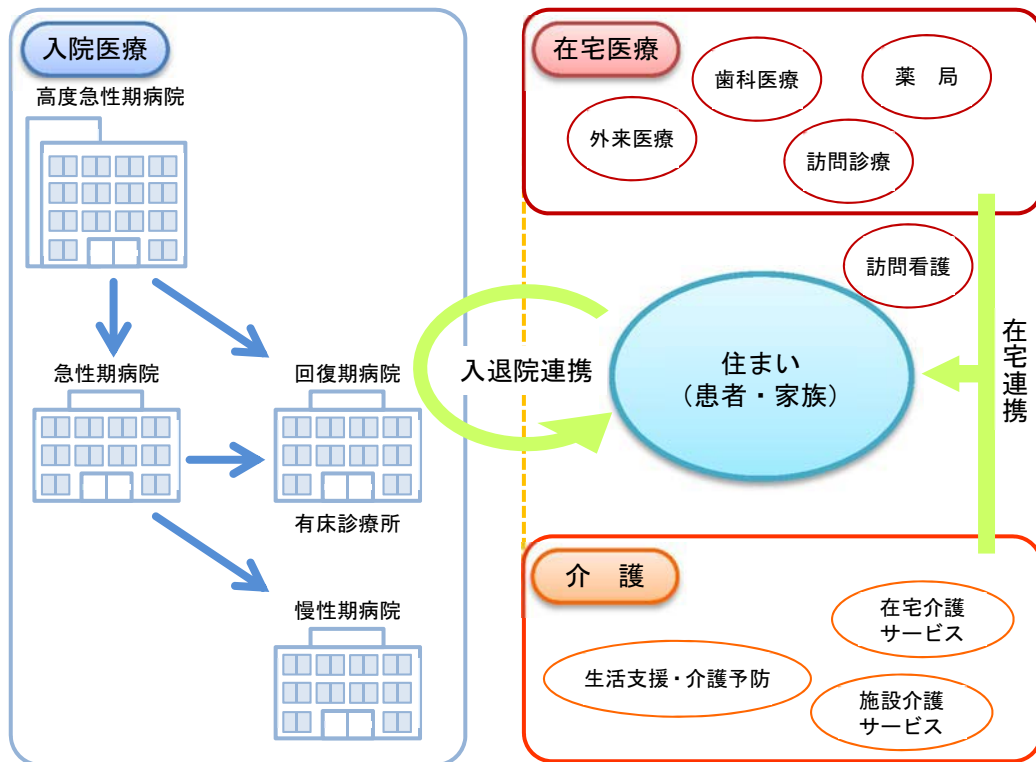 入院医療
高度急性期病院
急性期病院
回復期病院
有床診療所
慢性期病院
入退院連携
在宅医療
歯科医療
薬　局
外来医療
訪問診療
訪問看護
住まい
（患者・家族）
在宅連携
介　護
在宅介護
サービス
生活支援・介護予防
施設介護
サービス